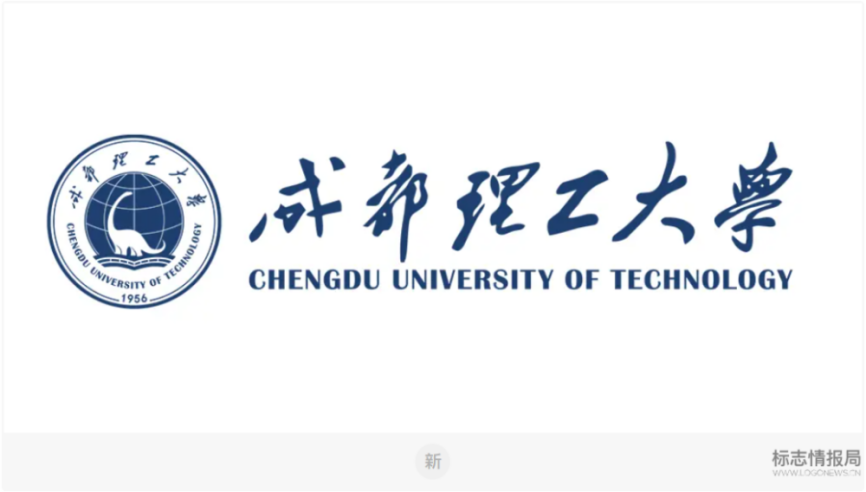 成都理工大學
CHENGDU UNIVERSITY OF TECHNOLOGY
1956
成都理工大學
CHENGDU UNIVERSITY OF TECHNOLOGY
新
标志情报局
WWW.LOGONEWS.CN